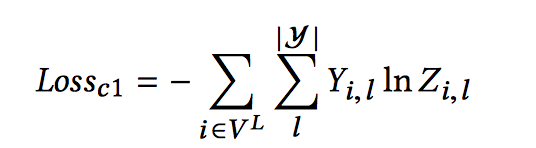 Loss_{c1} = - \sum_{i \in V^L} \sum_{l}^{|\mathcal{Y}|} Y_{i,l} \ln Z_{i,l}